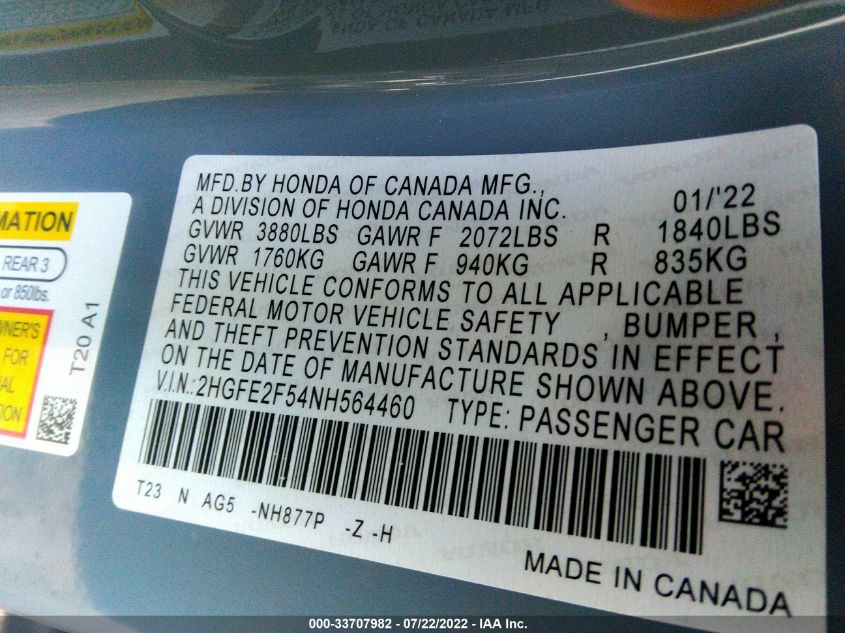 MFD.BY HONDA OF CANADA MFG.,
A DIVISION OF HONDA CANADA INC. 01/'22
GVWR 3880LBS GAWR F 2072LBS R 1840LBS
GVWR 1760KG GAWR F 940KG R 835KG
THIS VEHICLE CONFORMS TO ALL APPLICABLE
FEDERAL MOTOR VEHICLE SAFETY , BUMPER ,
AND THEFT PREVENTION STANDARDS IN EFFECT
ON THE DATE OF MANUFACTURE SHOWN ABOVE.
V.I.N.:2HGFE2F54NH564460 TYPE: PASSENGER CAR
T23 N AG5 -NH877P -Z -H
MADE IN CANADA
REAR 3
or 850lbs.
FOR
T20 A1
000-33707982 - 07/22/2022 - IAA Inc.